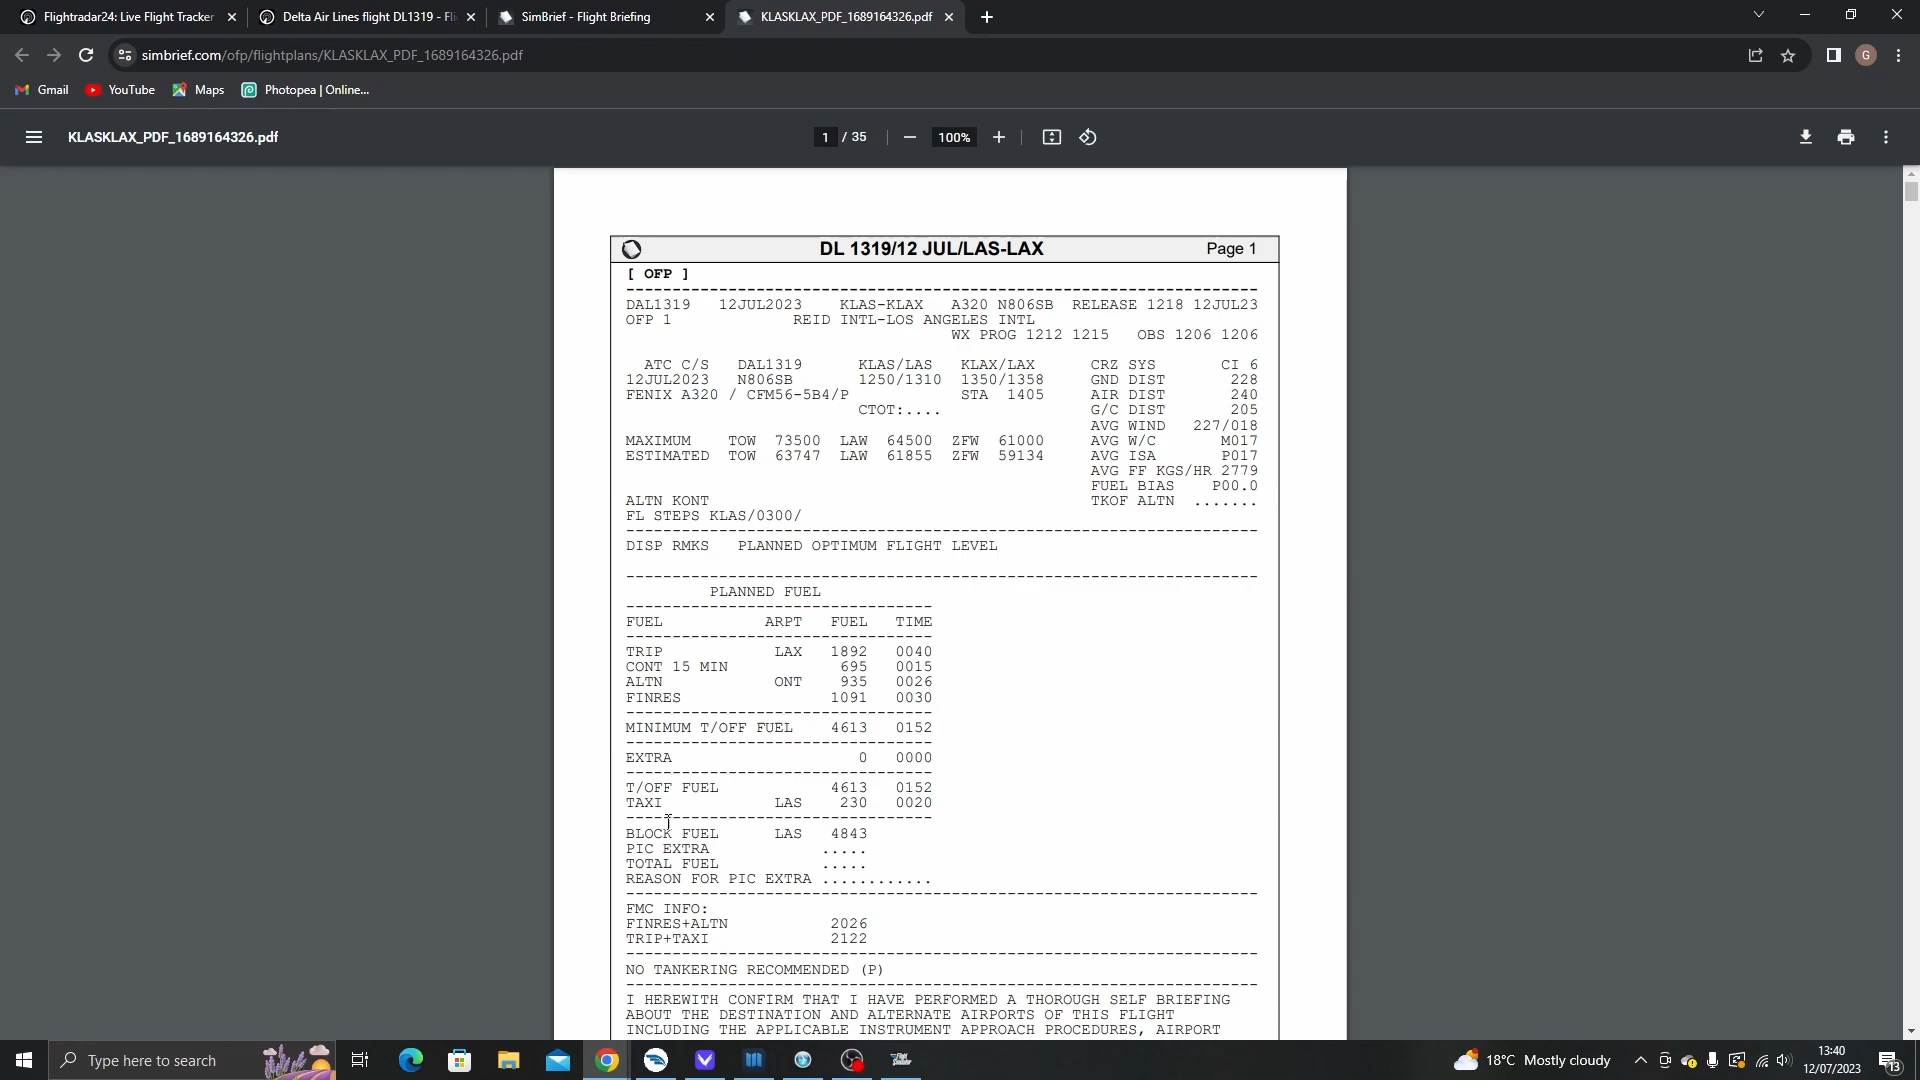 Flightradar24: Live Flight Tracker
Delta Air Lines flight DL1319 - Fli
SimBrief - Flight Briefing
KLASKLAX_PDF_1689164326.pdf
simbrief.com/ofp/flightplans/KLASKLAX_PDF_1689164326.pdf
G
Gmail
YouTube
Maps
Photopea | Online...
KLASKLAX_PDF_1689164326.pdf
1 / 35
100%
DL 1319/12 JUL/LAS-LAX Page 1
[ OFP ]
DAL1319 12JUL2023 KLAS-KLAX A320 N806SB RELEASE 1218 12JUL23
OFP 1 REID INTL-LOS ANGELES INTL
WX PROG 1212 1215 OBS 1206 1206
ATC C/S DAL1319 KLAS/LAS KLAX/LAX CRZ SYS CI 6
12JUL2023 N806SB 1250/1310 1350/1358 GND DIST 228
FENIX A320 / CFM56-5B4/P STA 1405 AIR DIST 240
CTOT:.... G/C DIST 205
AVG WIND 227/018
MAXIMUM TOW 73500 LAW 64500 ZFW 61000 AVG W/C M017
ESTIMATED TOW 63747 LAW 61855 ZFW 59134 AVG ISA P017
AVG FF KGS/HR 2779
FUEL BIAS P00.0
ALTN KONT TKOF ALTN .......
FL STEPS KLAS/0300/
DISP RMKS PLANNED OPTIMUM FLIGHT LEVEL
PLANNED FUEL
FUEL ARPT FUEL TIME
TRIP LAX 1892 0040
CONT 15 MIN 695 0015
ALTN ONT 935 0026
FINRES 1091 0030
MINIMUM T/OFF FUEL 4613 0152
EXTRA 0 0000
T/OFF FUEL 4613 0152
TAXI LAS 230 0020
BLOCK FUEL LAS 4843
PIC EXTRA .....
TOTAL FUEL .....
REASON FOR PIC EXTRA ............
FMC INFO:
FINRES+ALTN 2026
TRIP+TAXI 2122
NO TANKERING RECOMMENDED (P)
I HEREWITH CONFIRM THAT I HAVE PERFORMED A THOROUGH SELF BRIEFING
ABOUT THE DESTINATION AND ALTERNATE AIRPORTS OF THIS FLIGHT
INCLUDING THE APPLICABLE INSTRUMENT APPROACH PROCEDURES, AIRPORT
Type here to search
18°C Mostly cloudy
13:40
12/07/2023
13